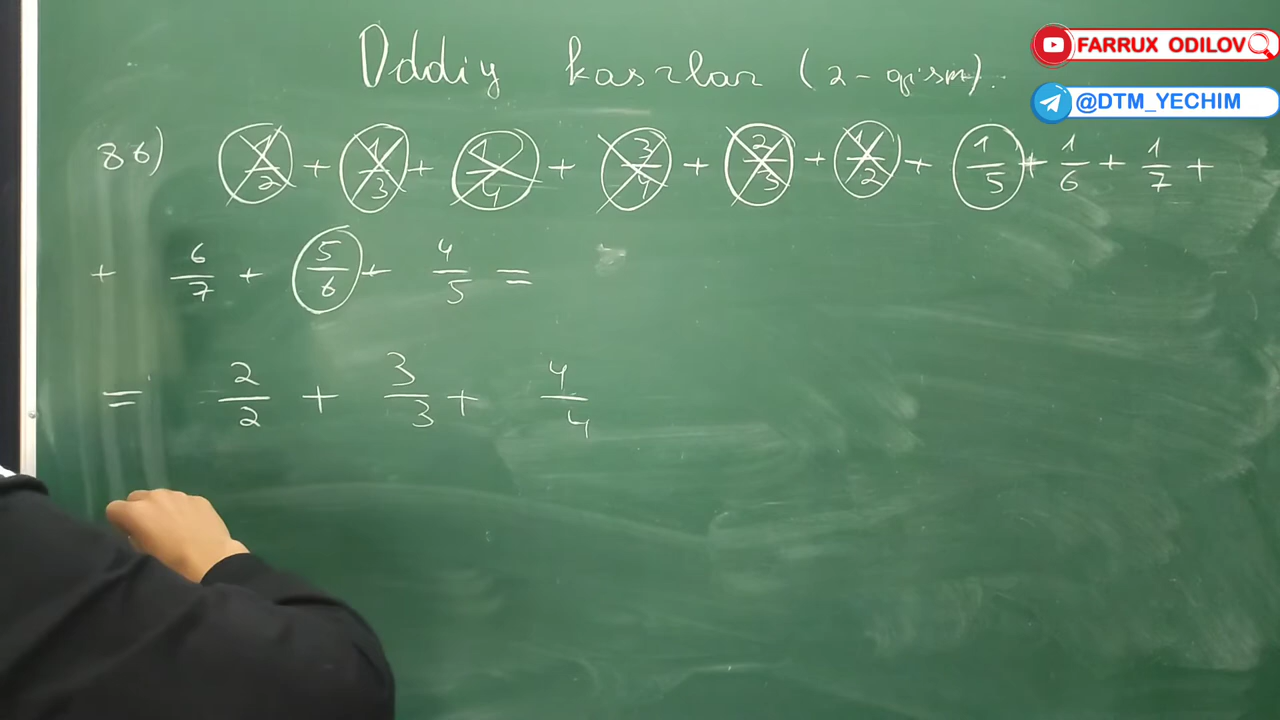 Oddiy kasrlar (2-qism).
FARRUX ODILOV
@DTM_YECHIM
86) 1/2 + 1/3 + 1/4 + 3/4 + 2/3 + 1/2 + 1/5 + 1/6 + 1/7 +
+ 6/7 + 5/6 + 4/5 =
= 2/2 + 3/3 + 4/4